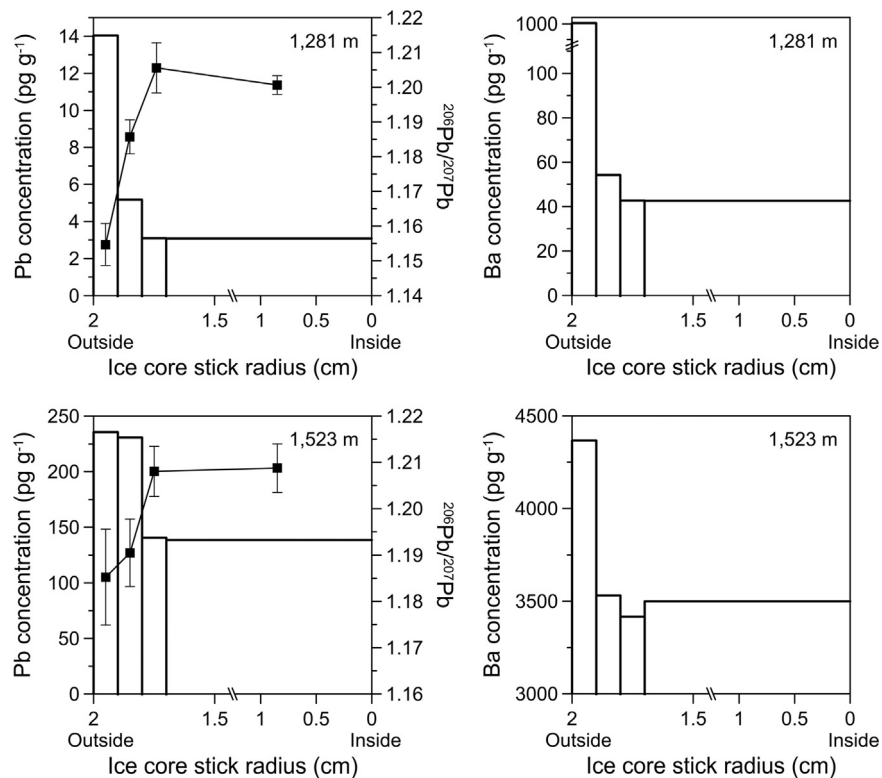 1,281 m
Pb concentration (pg g⁻¹)
14
12
10
8
6
4
2
0
1.22
1.21
1.20
1.19
1.18
1.17
1.16
1.15
1.14
²⁰⁶Pb/²⁰⁷Pb
2 1.5 1 0.5 0
Outside Inside
Ice core stick radius (cm)
1,281 m
Ba concentration (pg g⁻¹)
1000
100
80
60
40
20
0
2 1.5 1 0.5 0
Outside Inside
Ice core stick radius (cm)
1,523 m
Pb concentration (pg g⁻¹)
250
200
150
100
50
0
1.22
1.21
1.20
1.19
1.18
1.17
1.16
²⁰⁶Pb/²⁰⁷Pb
2 1.5 1 0.5 0
Outside Inside
Ice core stick radius (cm)
1,523 m
Ba concentration (pg g⁻¹)
4500
4000
3500
3000
2 1.5 1 0.5 0
Outside Inside
Ice core stick radius (cm)